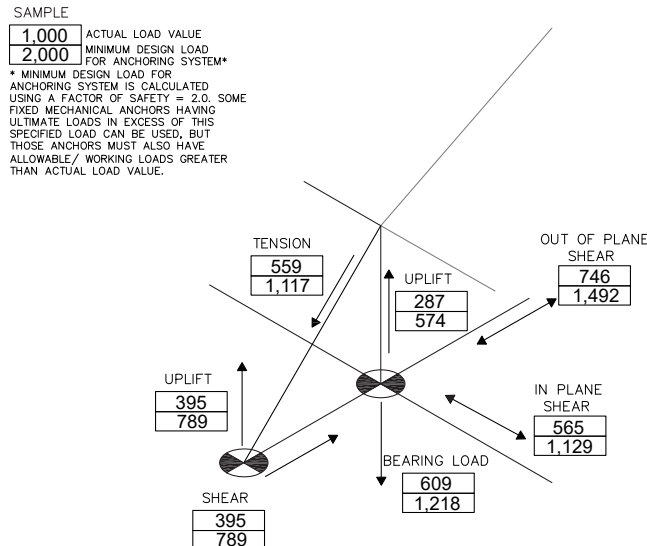 SAMPLE
1,000 ACTUAL LOAD VALUE
2,000 MINIMUM DESIGN LOAD
FOR ANCHORING SYSTEM*
* MINIMUM DESIGN LOAD FOR
ANCHORING SYSTEM IS CALCULATED
USING A FACTOR OF SAFETY = 2.0. SOME
FIXED MECHANICAL ANCHORS HAVING
ULTIMATE LOADS IN EXCESS OF THIS
SPECIFIED LOAD CAN BE USED, BUT
THOSE ANCHORS MUST ALSO HAVE
ALLOWABLE/ WORKING LOADS GREATER
THAN ACTUAL LOAD VALUE.
TENSION
559
1,117
UPLIFT
287
574
OUT OF PLANE
SHEAR
746
1,492
UPLIFT
395
789
IN PLANE
SHEAR
565
1,129
BEARING LOAD
609
1,218
SHEAR
395
789